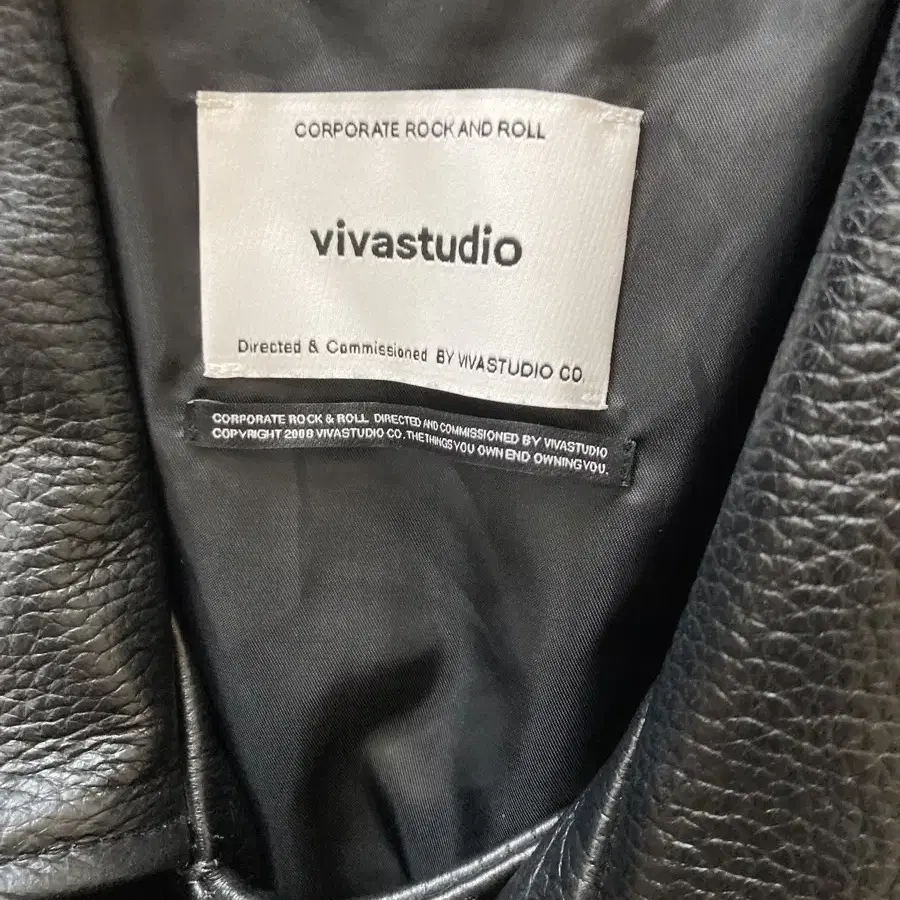 CORPORATE ROCK AND ROLL
vivastudio
Directed & Commissioned BY VIVASTUDIO CO.
CORPORATE ROCK & ROLL DIRECTED AND COMMISSIONED BY VIVASTUDIO
COPYRIGHT 2008 VIVASTUDIO CO. THE THINGS YOU OWN END OWNING YOU.